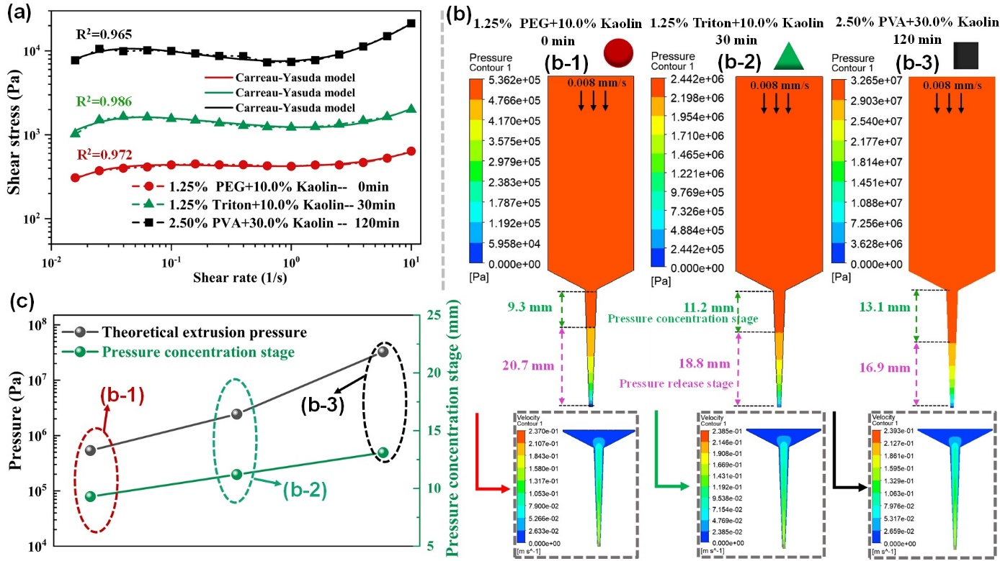 (a)
R²=0.965
R²=0.986
R²=0.972
Carreau-Yasuda model
Carreau-Yasuda model
Carreau-Yasuda model
1.25% PEG+10.0% Kaolin-- 0min
1.25% Triton+10.0% Kaolin-- 30min
2.50% PVA+30.0% Kaolin -- 120min
Shear stress (Pa)
10⁴
10³
10²
10⁻²
10⁻¹
10⁰
10¹
Shear rate (1/s)
(b)
1.25% PEG+10.0% Kaolin
0 min
(b-1)
Pressure
Contour 1
5.362e+05
4.766e+05
4.170e+05
3.575e+05
2.979e+05
2.383e+05
1.787e+05
1.192e+05
5.958e+04
0.000e+00
[Pa]
0.008 mm/s
9.3 mm
20.7 mm
1.25% Triton+10.0% Kaolin
30 min
(b-2)
Pressure
Contour 1
2.442e+06
2.198e+06
1.954e+06
1.710e+06
1.465e+06
1.221e+06
9.769e+05
7.326e+05
4.884e+05
2.442e+05
0.000e+00
[Pa]
0.008 mm/s
11.2 mm
Pressure concentration stage
18.8 mm
Pressure release stage
2.50% PVA+30.0% Kaolin
120 min
(b-3)
Pressure
Contour 1
3.265e+07
2.903e+07
2.540e+07
2.177e+07
1.814e+07
1.451e+07
1.088e+07
7.256e+06
3.628e+06
0.000e+00
[Pa]
0.008 mm/s
13.1 mm
16.9 mm
Velocity
Contour 1
2.370e-01
2.107e-01
1.843e-01
1.580e-01
1.317e-01
1.053e-01
7.900e-02
5.266e-02
2.633e-02
0.000e+00
[m s^-1]
Velocity
Contour 1
2.385e-01
2.146e-01
1.908e-01
1.669e-01
1.431e-01
1.192e-01
9.538e-02
7.154e-02
4.769e-02
2.385e-02
0.000e+00
[m s^-1]
Velocity
Contour 1
2.393e-01
2.127e-01
1.861e-01
1.595e-01
1.329e-01
1.063e-01
7.976e-02
5.317e-02
2.659e-02
0.000e+00
[m s^-1]
(c)
Theoretical extrusion pressure
Pressure concentration stage
(b-1)
(b-2)
(b-3)
Pressure (Pa)
10⁸
10⁷
10⁶
10⁵
10⁴
25
20
15
10
5
Pressure concentration stage (mm)